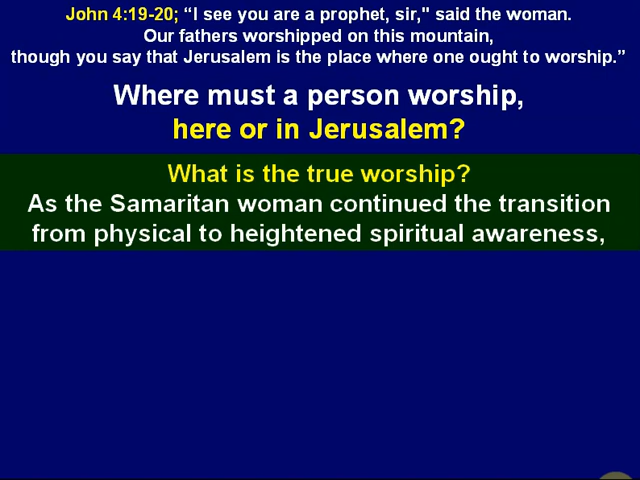 John 4:19-20; “I see you are a prophet, sir," said the woman.
Our fathers worshipped on this mountain,
though you say that Jerusalem is the place where one ought to worship.”
Where must a person worship,
here or in Jerusalem?
What is the true worship?
As the Samaritan woman continued the transition
from physical to heightened spiritual awareness,